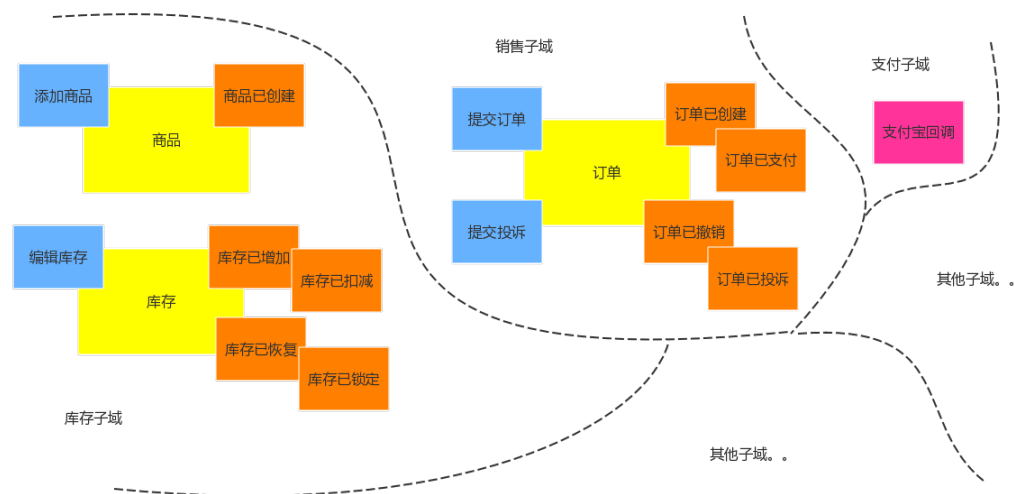 销售子域
支付子域
添加商品
商品已创建
商品
提交订单
订单已创建
订单已支付
支付宝回调
订单
提交投诉
订单已撤销
订单已投诉
编辑库存
库存已增加
库存已扣减
库存
库存已恢复
库存已锁定
其他子域。。
库存子域
其他子域。。